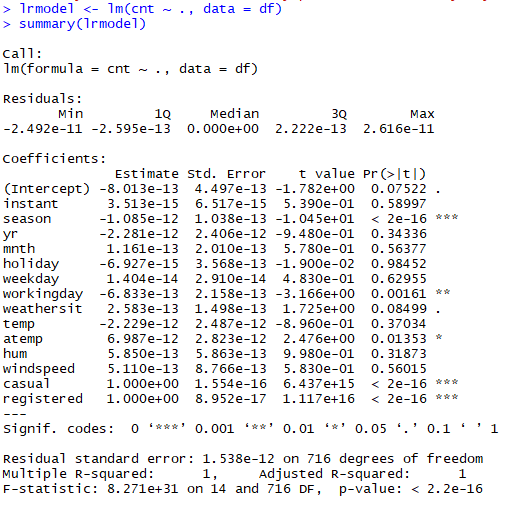 > lrmodel <- lm(cnt ~ ., data = df)
> summary(lrmodel)
Call:
lm(formula = cnt ~ ., data = df)
Residuals:
Min 1Q Median 3Q Max
-2.492e-11 -2.595e-13 0.000e+00 2.222e-13 2.616e-11
Coefficients:
Estimate Std. Error t value Pr(>|t|)
(Intercept) -8.013e-13 4.497e-13 -1.782e+00 0.07522 .
instant 3.513e-15 6.517e-15 5.390e-01 0.58997
season -1.085e-12 1.038e-13 -1.045e+01 < 2e-16 ***
yr -2.281e-12 2.406e-12 -9.480e-01 0.34336
mnth 1.161e-13 2.010e-13 5.780e-01 0.56377
holiday -6.927e-15 3.568e-13 -1.900e-02 0.98452
weekday 1.404e-14 2.910e-14 4.830e-01 0.62955
workingday -6.833e-13 2.158e-13 -3.166e+00 0.00161 **
weathersit 2.583e-13 1.498e-13 1.725e+00 0.08499 .
temp -2.229e-12 2.487e-12 -8.960e-01 0.37034
atemp 6.987e-12 2.823e-12 2.476e+00 0.01353 *
hum 5.850e-13 5.863e-13 9.980e-01 0.31873
windspeed 5.110e-13 8.766e-13 5.830e-01 0.56015
casual 1.000e+00 1.554e-16 6.437e+15 < 2e-16 ***
registered 1.000e+00 8.952e-17 1.117e+16 < 2e-16 ***
---
Signif. codes: 0 ‘***’ 0.001 ‘**’ 0.01 ‘*’ 0.05 ‘.’ 0.1 ‘ ’ 1
Residual standard error: 1.538e-12 on 716 degrees of freedom
Multiple R-squared: 1, Adjusted R-squared: 1
F-statistic: 8.271e+31 on 14 and 716 DF, p-value: < 2.2e-16